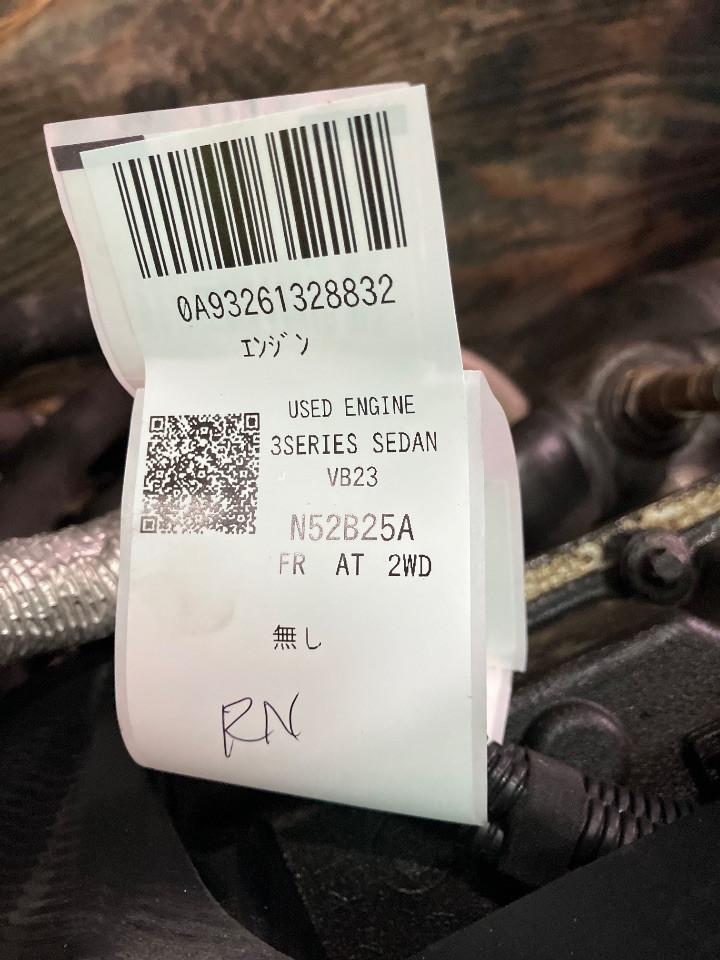 0A93261328832
ｴﾝｼﾞﾝ
USED ENGINE
3SERIES SEDAN
VB23
N52B25A
FR AT 2WD
無し
RN